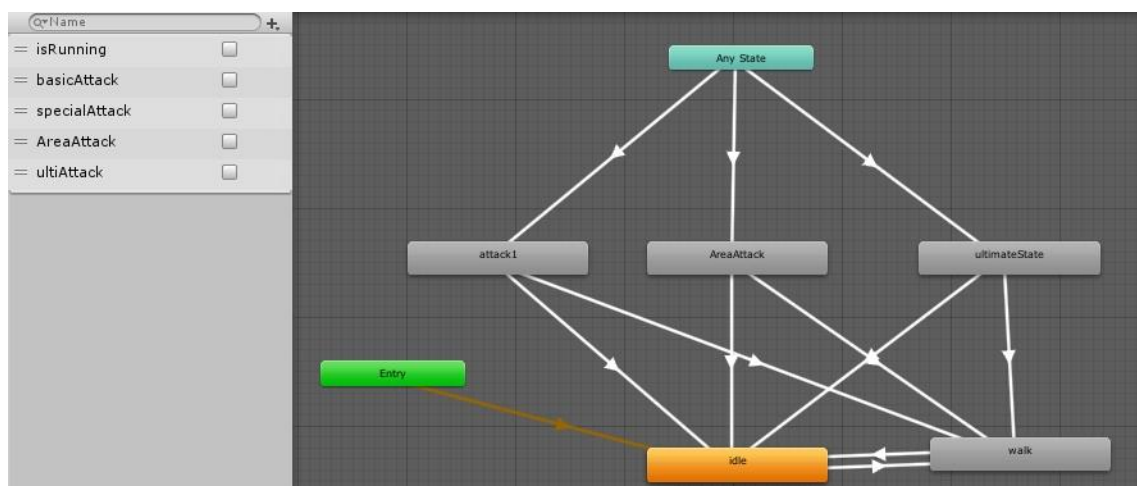 Name
isRunning
basicAttack
specialAttack
AreaAttack
ultiAttack
Any State
attack1
AreaAttack
ultimateState
Entry
idle
walk